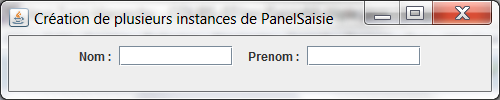 Création de plusieurs instances de PanelSaisie
Nom : Prenom :